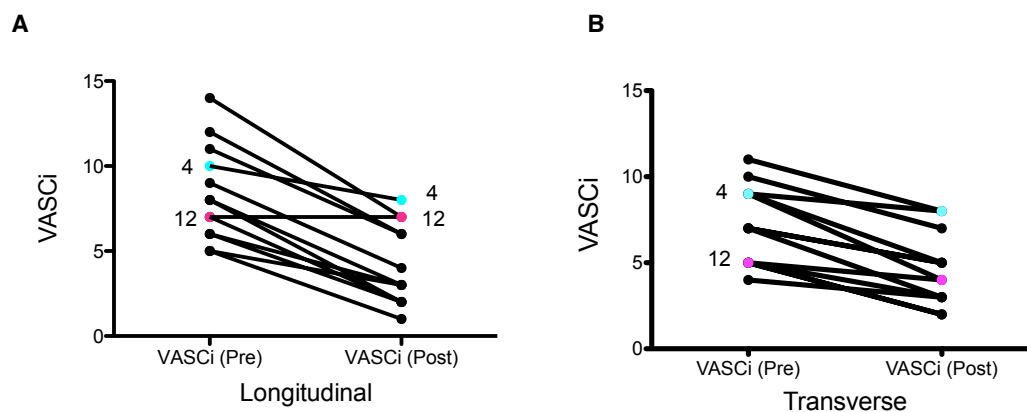 A
VASCi
15
10
5
0
4
12
4
12
VASCi (Pre)
VASCi (Post)
Longitudinal
B
VASCi
15
10
5
0
4
12
VASCi (Pre)
VASCi (Post)
Transverse